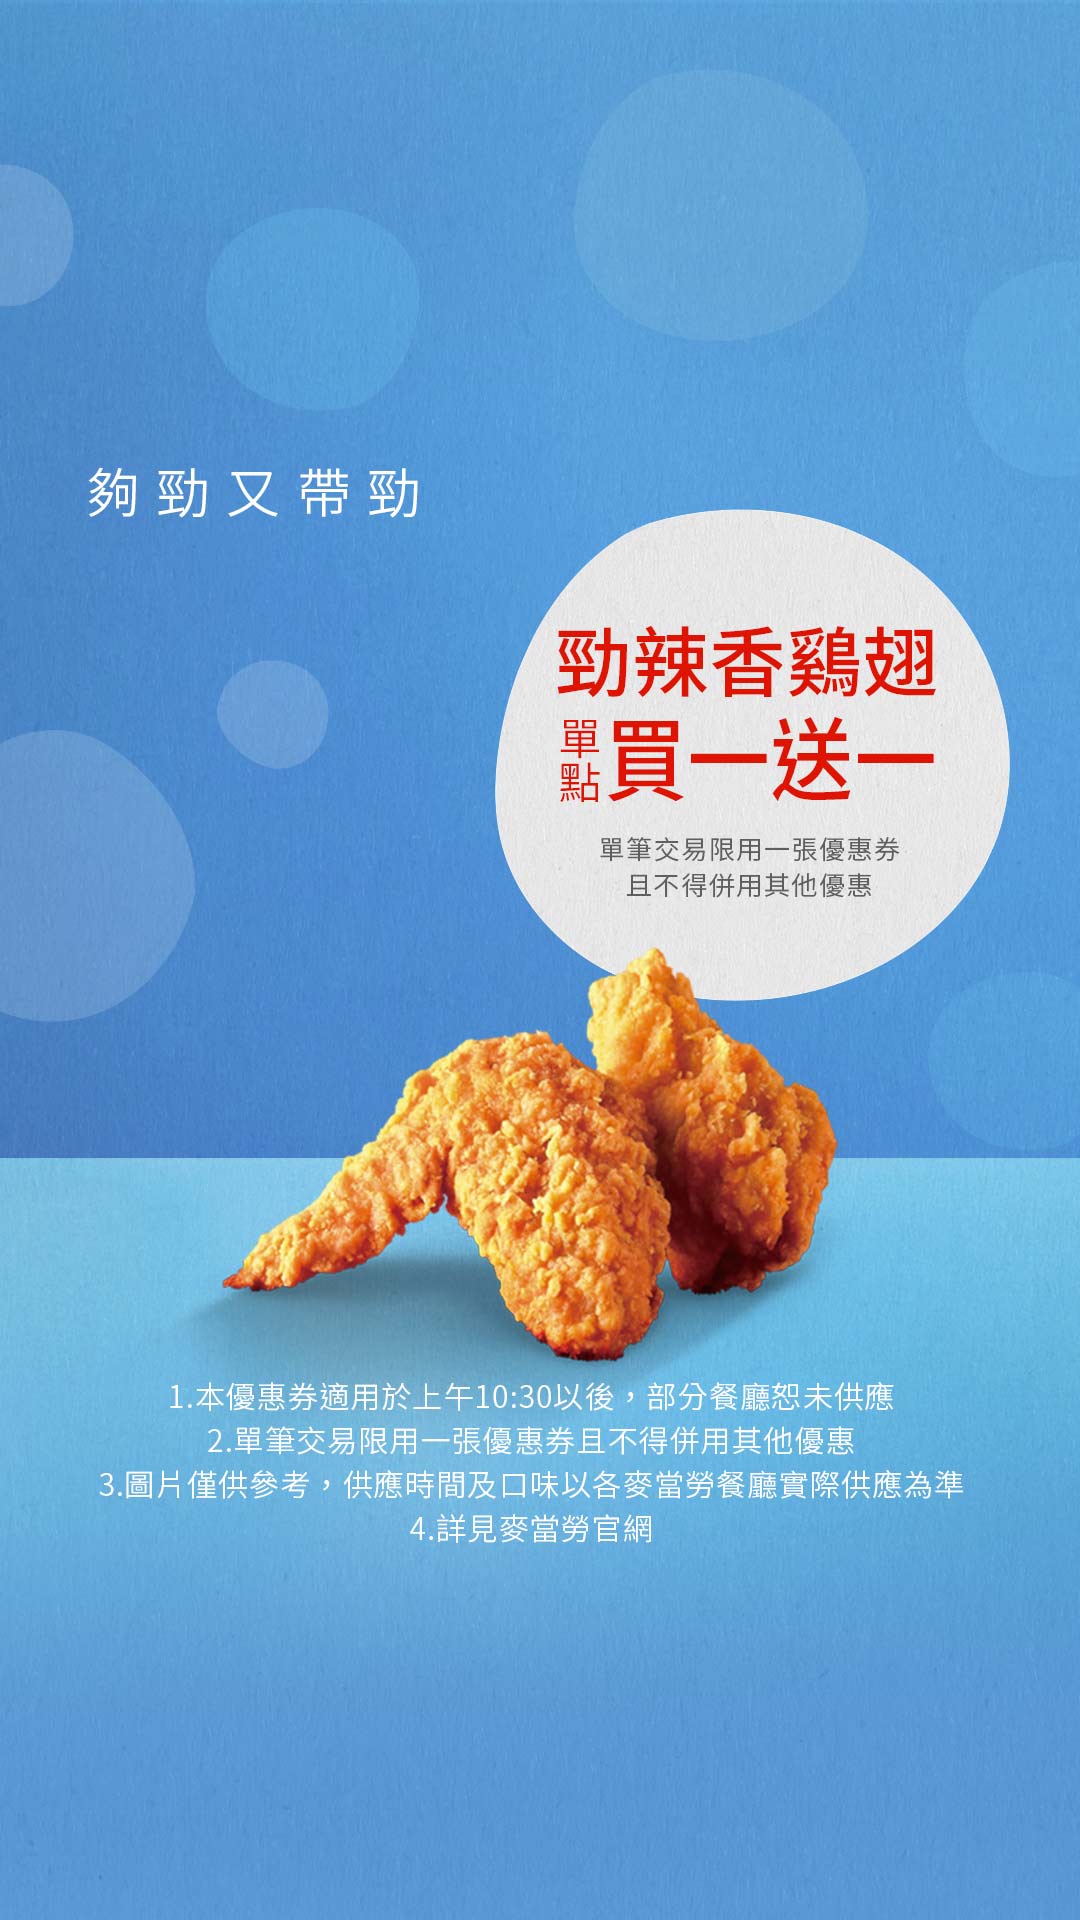 夠勁又帶勁
勁辣香鷄翅
單點買一送一
單筆交易限用一張優惠券
且不得併用其他優惠
1.本優惠券適用於上午10:30以後，部分餐廳恕未供應
2.單筆交易限用一張優惠券且不得併用其他優惠
3.圖片僅供參考，供應時間及口味以各麥當勞餐廳實際供應為準
4.詳見麥當勞官網